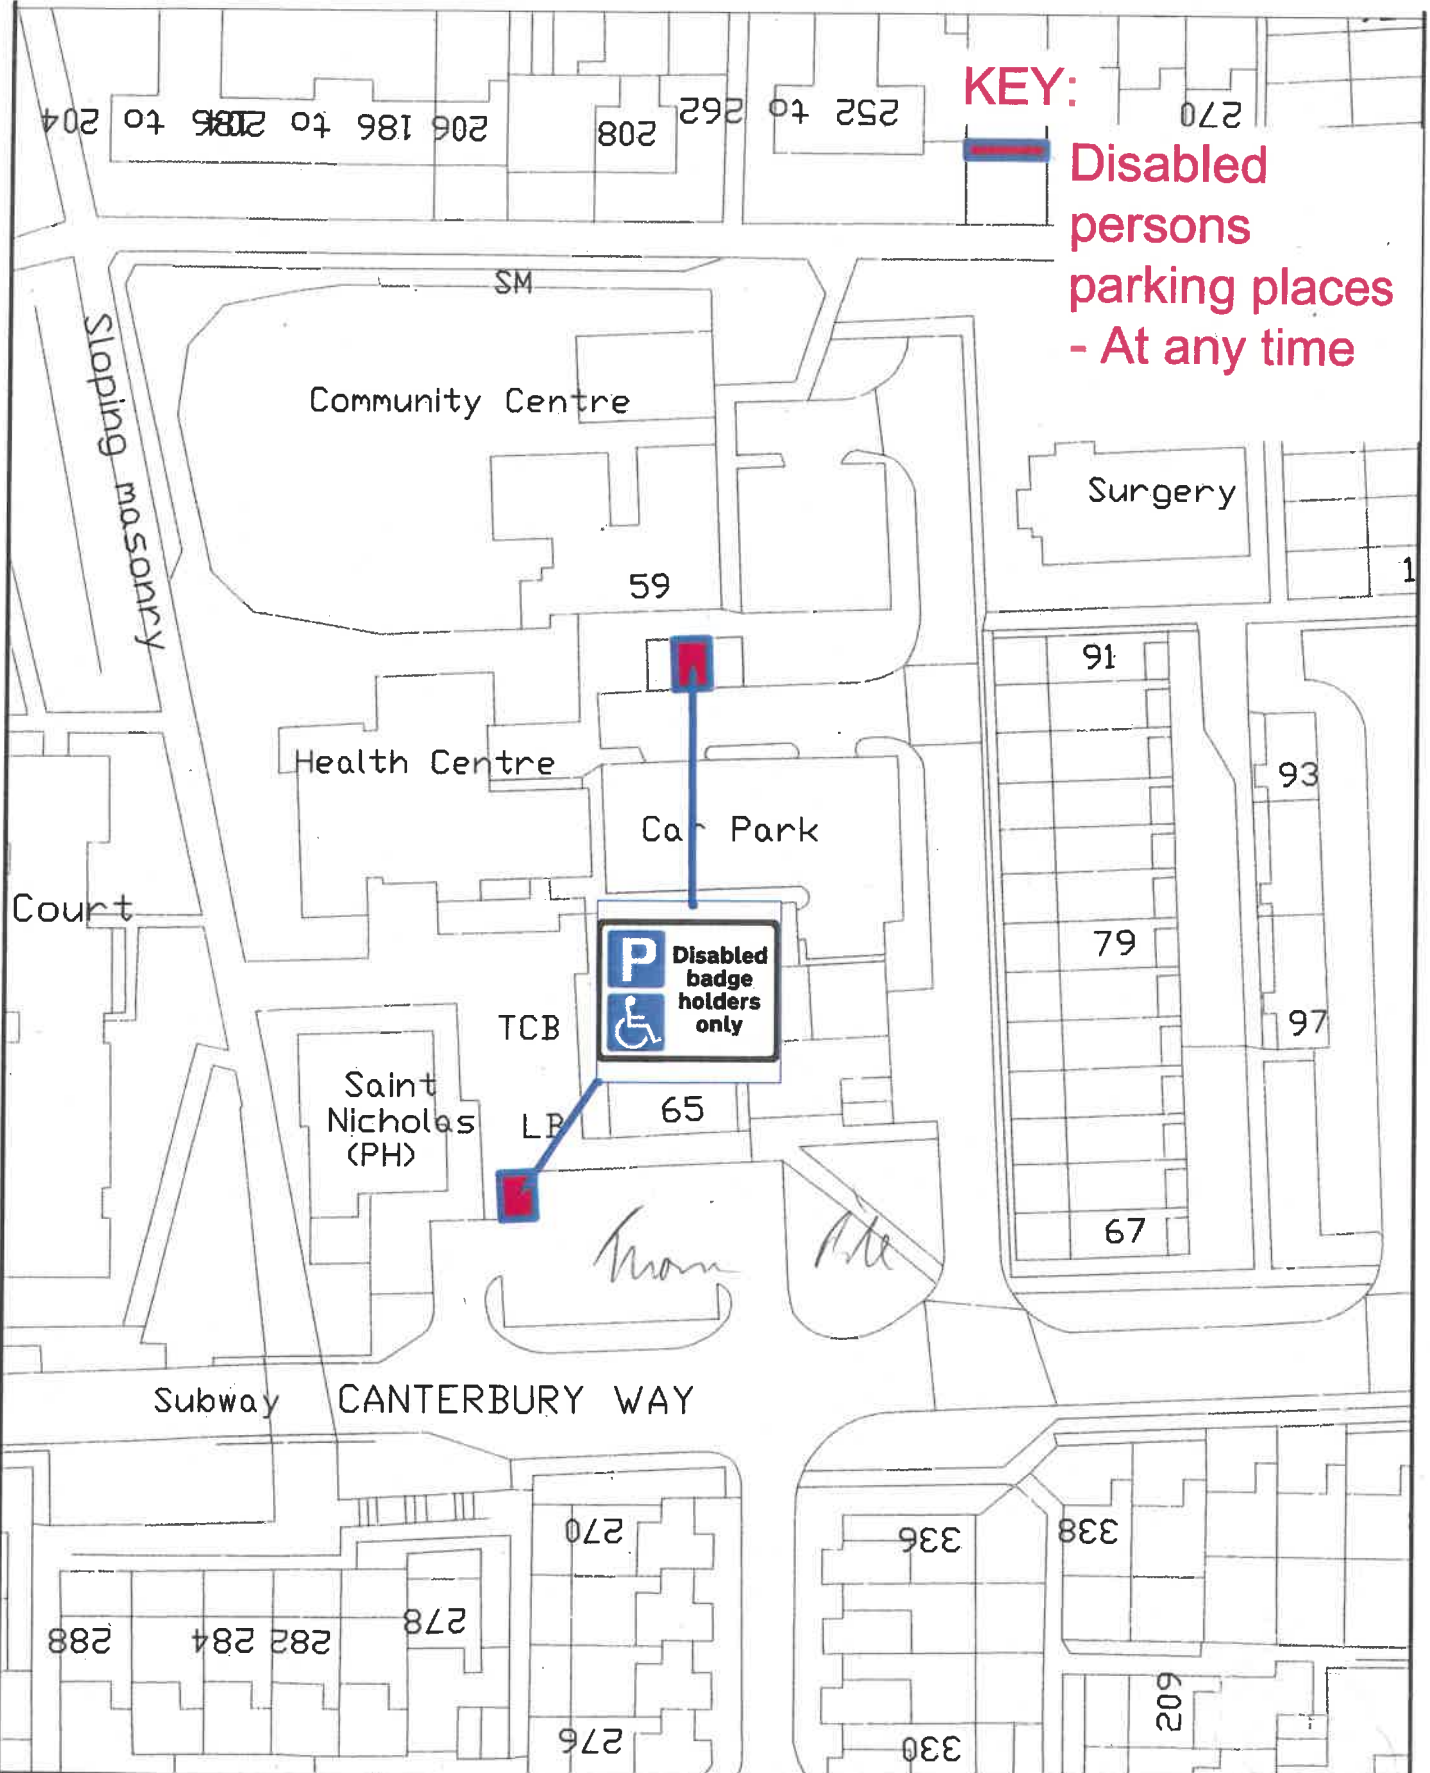 204
to
186
204
to
186
206
208
262
to
252
270
KEY:
Disabled
persons
parking places
- At any time
SM
Sloping masonry
Community Centre
Surgery
59
1
91
Health Centre
93
Car Park
Court
79
P
Disabled
badge
holders
only
TCB
97
Saint
Nicholas
(PH)
LB
65
67
Subway
CANTERBURY WAY
270
336
338
278
288
284
282
209
276
330